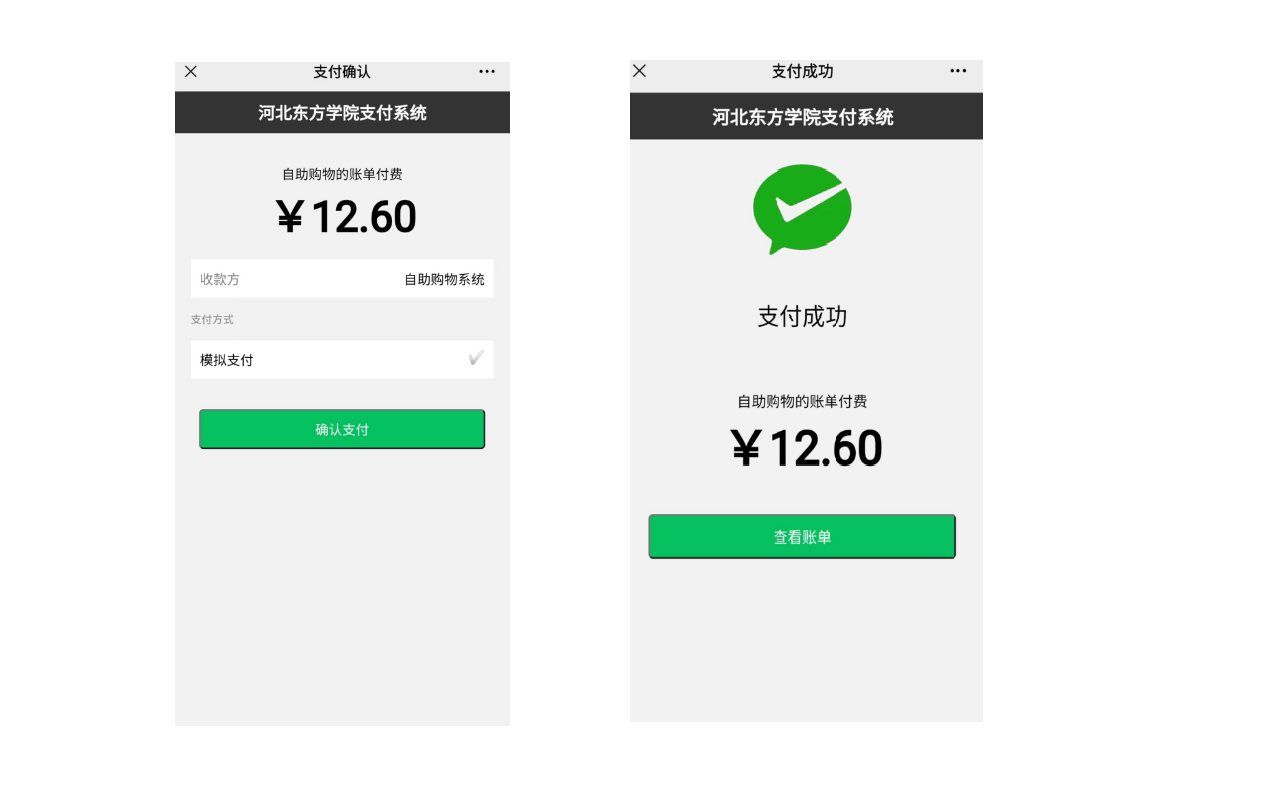 支付确认
河北东方学院支付系统
自助购物的账单付费
￥12.60
收款方 自助购物系统
支付方式
模拟支付
确认支付
支付成功
河北东方学院支付系统
支付成功
自助购物的账单付费
￥12.60
查看账单